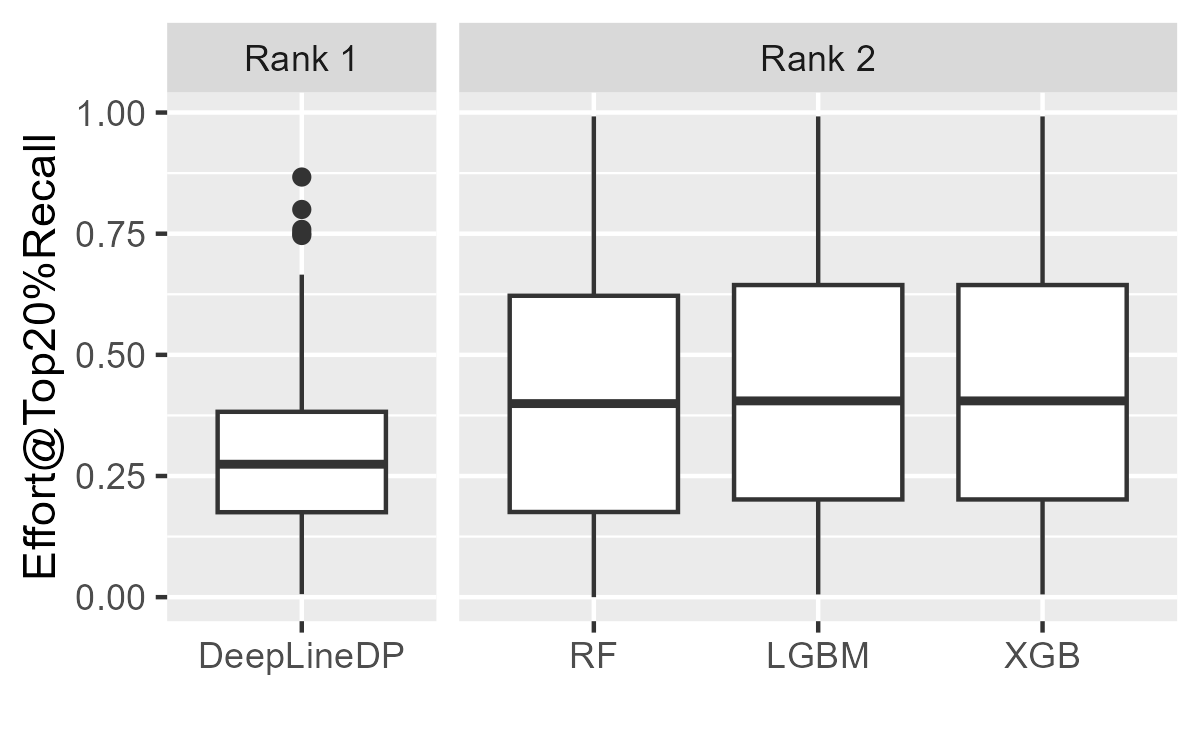 Rank 1
Rank 2
Effort@Top20%Recall
1.00
0.75
0.50
0.25
0.00
DeepLineDP
RF
LGBM
XGB